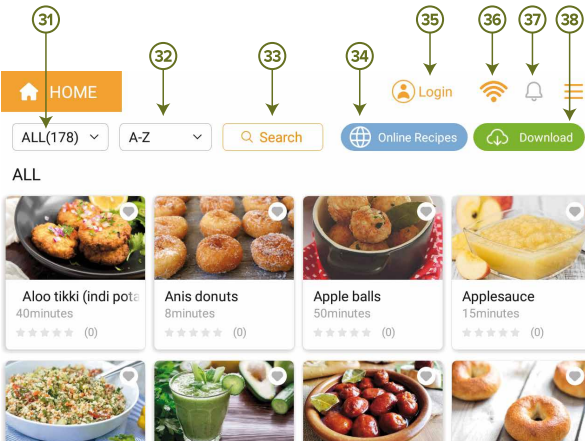 31
32
33
34
35
36
37
38
HOME
Login
ALL(178)
A-Z
Search
Online Recipes
Download
ALL
Aloo tikki (indi pota
Anis donuts
Apple balls
Applesauce
40minutes
8minutes
50minutes
15minutes
(0)
(0)
(0)
(0)